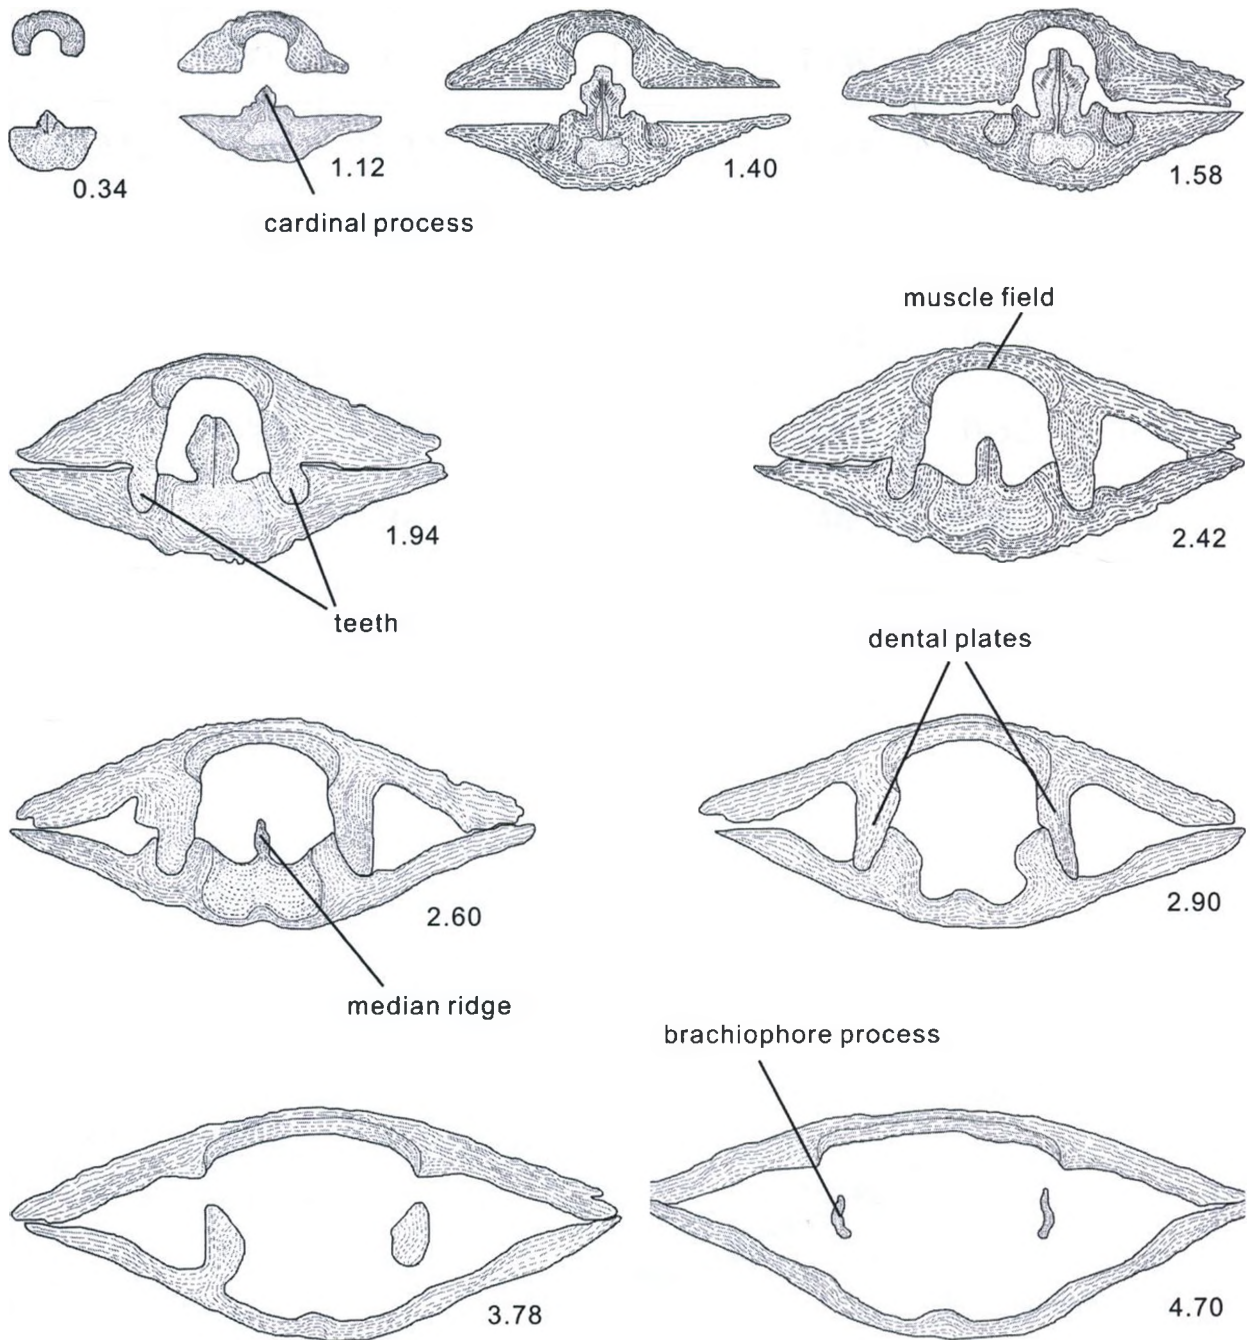 0.34
1.12
1.40
1.58
cardinal process
muscle field
1.94
2.42
teeth
dental plates
2.60
2.90
median ridge
brachiophore process
3.78
4.70